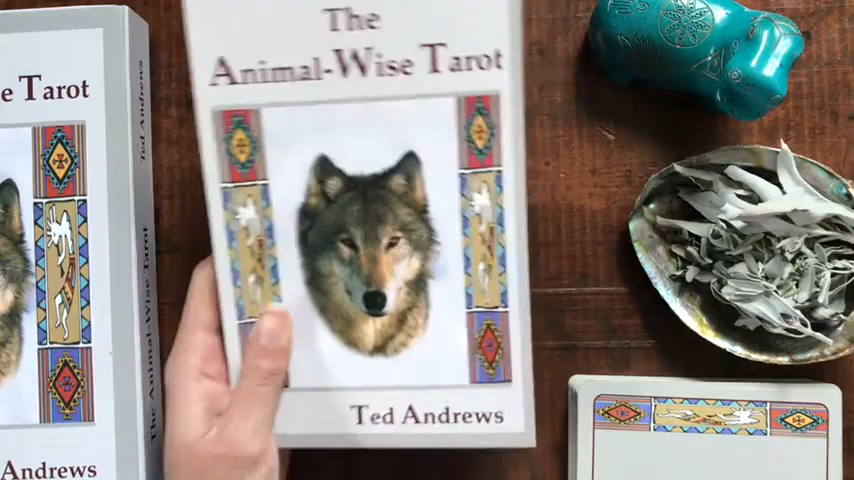 e Tarot
Andrews
Ted Andrews
The Animal-Wise Tarot
The
Animal-Wise Tarot
Ted Andrews